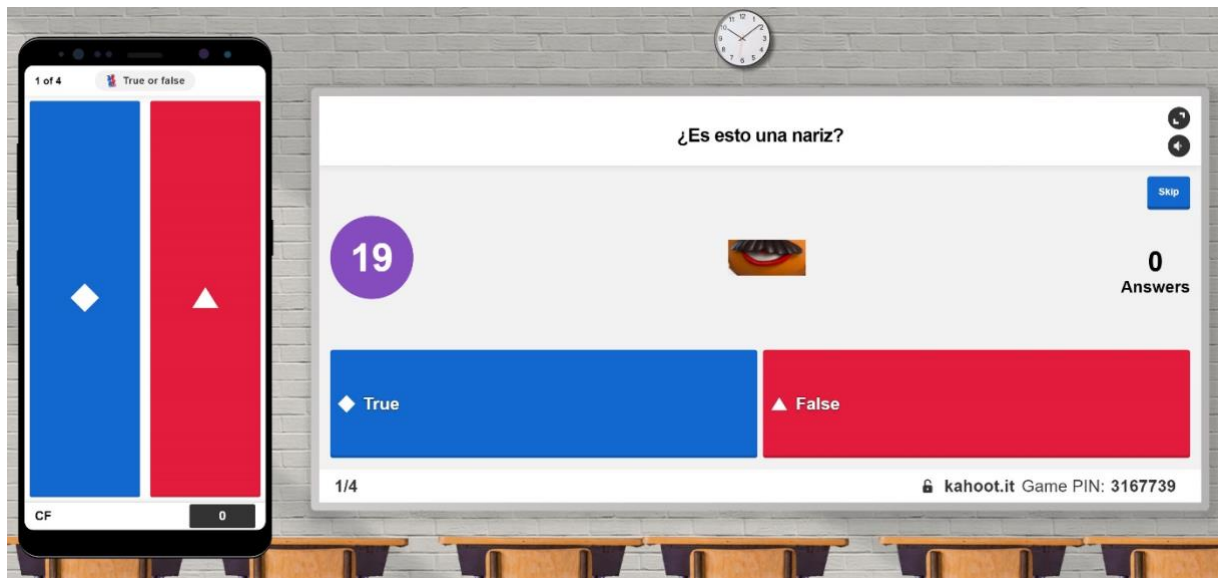 1 of 4 True or false
CF 0
¿Es esto una nariz?
Skip
19
0
Answers
True
False
1/4 kahoot.it Game PIN: 3167739